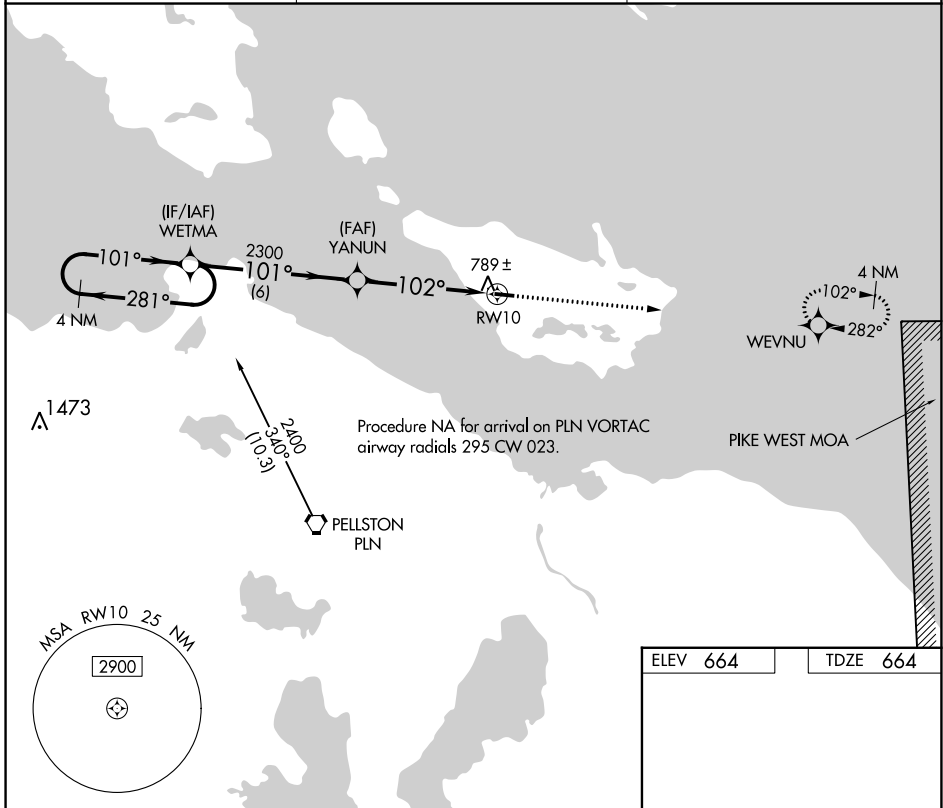 (IF/IAF)
WETMA
(FAF)
YANUN
101°
2300
101°
(6)
102°
789 ±
RW10
281°
4 NM
4 NM
102°
282°
WEVNU
1473
2400
340°
(10.3)
Procedure NA for arrival on PLN VORTAC
airway radials 295 CW 023.
PIKE WEST MOA
PELLSTON
PLN
MSA RW10 25 NM
2900
ELEV 664
TDZE 664